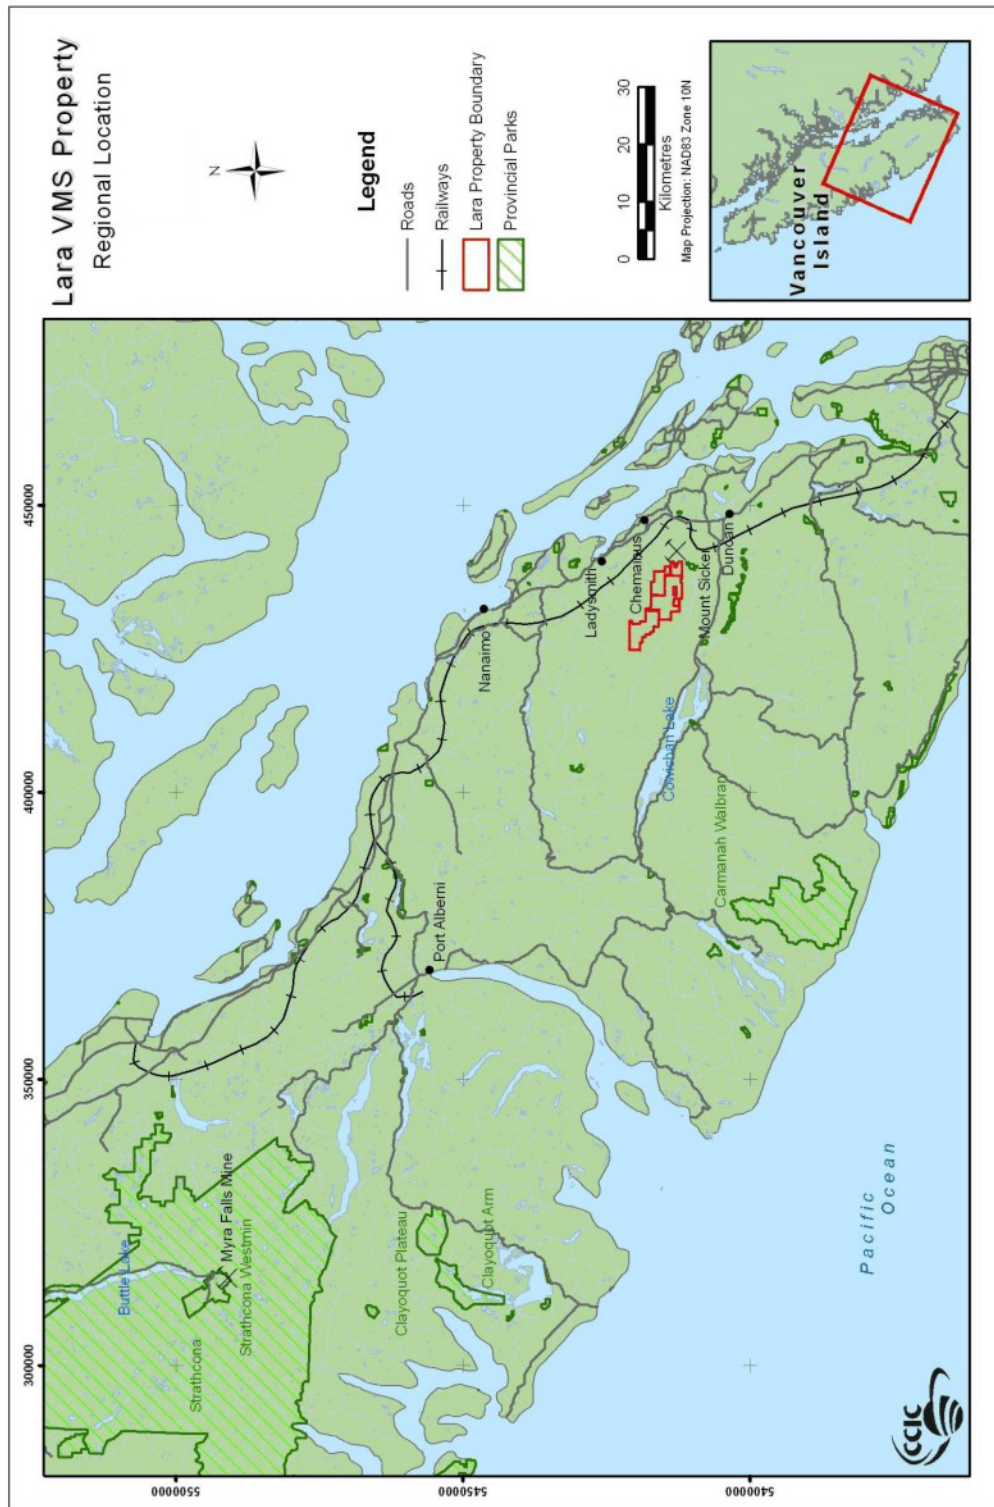 Lara VMS Property
Regional Location
N
Legend
Roads
Railways
Lara Property Boundary
Provincial Parks
0 10 20 30
Kilometres
Map Projection: NAD83 Zone 10N
Vancouver
Island
300000
350000
400000
450000
5500000
5450000
5400000
Buttle Lake
Myra Falls Mine
Strathcona Westmin
Strathcona
Clayoquot Plateau
Clayoquot Arm
Port Alberni
Nanaimo
Ladysmith
Chemainus
Mount Sicker
Duncan
Cowichan Lake
Carmanah Walbran
Pacific
Ocean
CCIC